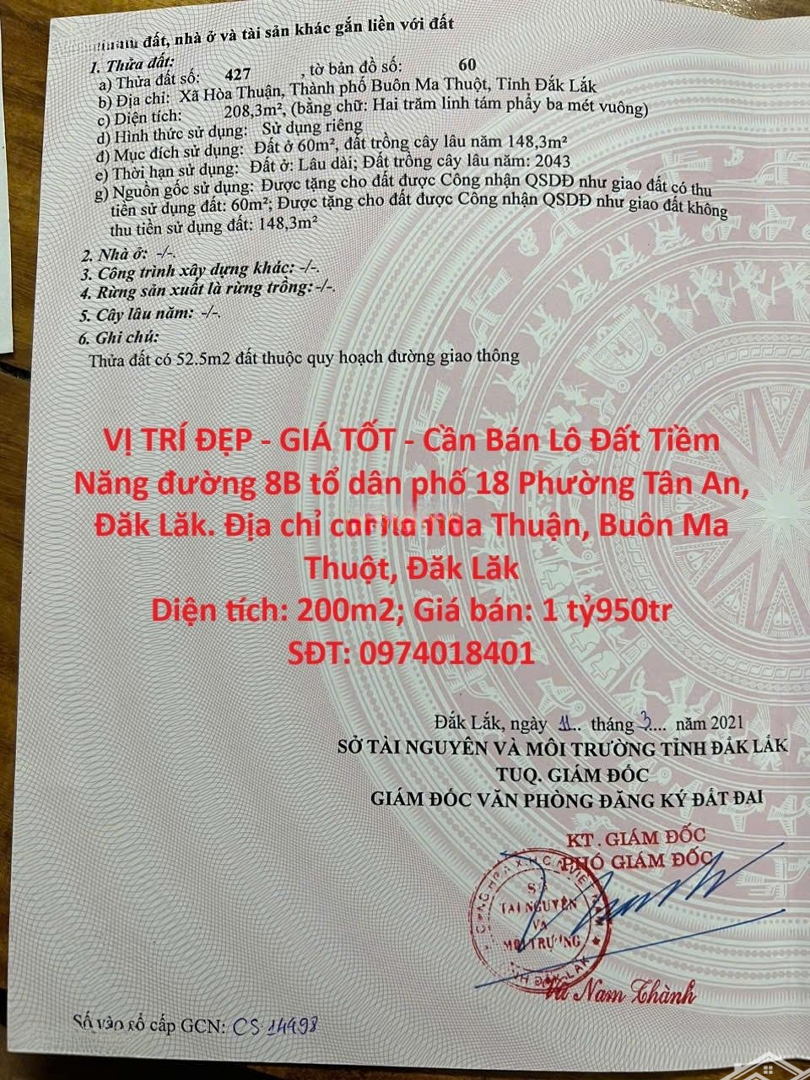 đất, nhà ở và tài sản khác gắn liền với đất
1. Thửa đất:
a) Thửa đất số: 427 , tờ bản đồ số: 60
b) Địa chỉ: Xã Hòa Thuận, Thành phố Buôn Ma Thuột, Tỉnh Đắk Lắk
c) Diện tích: 208,3m², (bằng chữ: Hai trăm linh tám phẩy ba mét vuông)
d) Hình thức sử dụng: Sử dụng riêng
đ) Mục đích sử dụng: Đất ở 60m², đất trồng cây lâu năm 148,3m²
e) Thời hạn sử dụng: Đất ở: Lâu dài; Đất trồng cây lâu năm: 2043
g) Nguồn gốc sử dụng: Được tặng cho đất được Công nhận QSDĐ như giao đất có thu
tiền sử dụng đất: 60m²; Được tặng cho đất được Công nhận QSDĐ như giao đất không
thu tiền sử dụng đất: 148,3m²
2. Nhà ở: -/-.
3. Công trình xây dựng khác: -/-.
4. Rừng sản xuất là rừng trồng: -/-.
5. Cây lâu năm: -/-.
6. Ghi chú:
Thửa đất có 52.5m2 đất thuộc quy hoạch đường giao thông
VỊ TRÍ ĐẸP - GIÁ TỐT - Cần Bán Lô Đất Tiềm
Năng đường 8B tổ dân phố 18 Phường Tân An,
Đăk Lăk. Địa chỉ Thuận, Buôn Ma
Thuột, Đăk Lăk
Diện tích: 200m2; Giá bán: 1 tỷ950tr
SĐT: 0974018401
Đắk Lắk, ngày 11.. tháng 3.... năm 2021
SỞ TÀI NGUYÊN VÀ MÔI TRƯỜNG TỈNH ĐẮK LẮK
TUQ. GIÁM ĐỐC
GIÁM ĐỐC VĂN PHÒNG ĐĂNG KÝ ĐẤT ĐAI
KT. GIÁM ĐỐC
PHÓ GIÁM ĐỐC
SỞ
TÀI NGUYÊN
VÀ
MÔI TRƯỜNG
Nam Thành
Số vào sổ cấp GCN: CS 14498